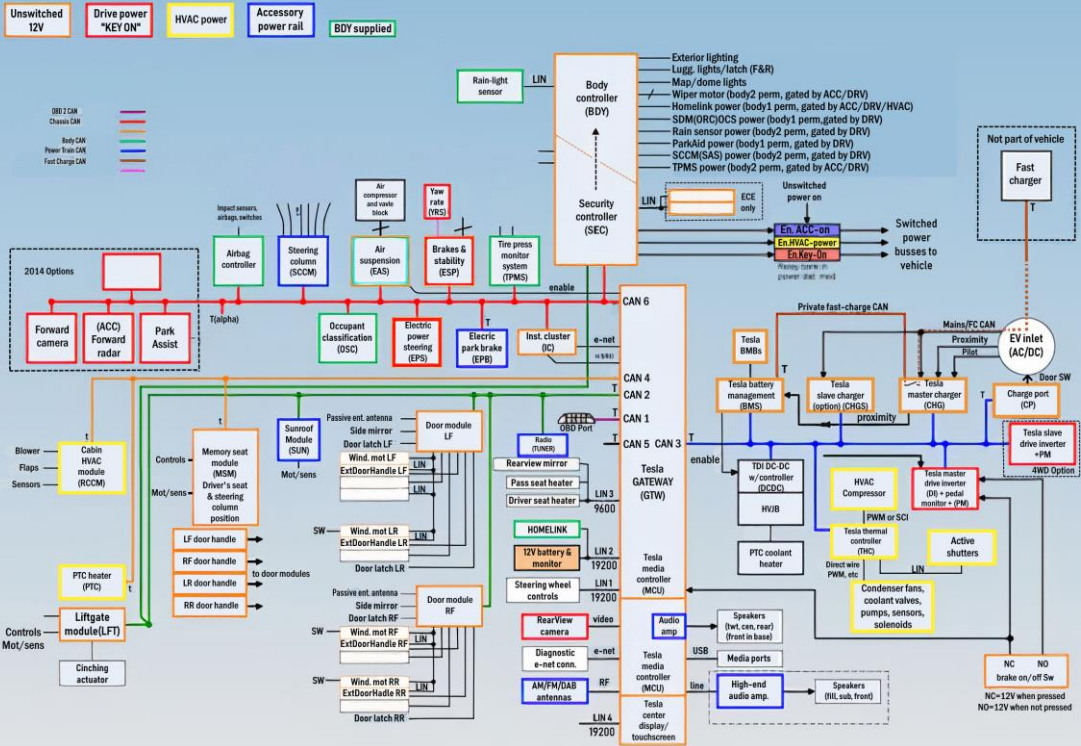 Unswitched
12V
Drive power
"KEY ON"
HVAC power
Accessory
power rail
BDY supplied
OBD 2 CAN
Chassis CAN
Body CAN
Power Train CAN
Fast Charge CAN
Rain-light
sensor
LIN
Body
controller
(BDY)
Security
controller
(SEC)
Exterior lighting
Lugg. lights/latch (F&R)
Map/dome lights
Wiper motor (body2 perm, gated by ACC/DRV)
Homelink power (body1 perm, gated by ACC/DRV/HVAC)
SDM(ORC)OCS power (body1 perm,gated by DRV)
Rain sensor power (body2 perm, gated by DRV)
ParkAid power (body1 perm, gated by DRV)
SCCM(SAS) power (body2 perm, gated by DRV)
TPMS power (body2 perm, gated by ACC/DRV)
LIN
ECE
only
Unswitched
power on
En. ACC-on
En.HVAC-power
En.Key-On
Switched
power
busses to
vehicle
Not part of vehicle
Fast
charger
T
Impact sensors,
airbags, switches
Air
compressor
and vavle
block
Yaw
rate
(YRS)
Airbag
controller
Steering
column
(SCCM)
Air
suspension
(EAS)
Brakes &
stability
(ESP)
Tire press
monitor
system
(TPMS)
enable
2014 Options
Forward
camera
(ACC)
Forward
radar
Park
Assist
T(alpha)
Occupant
classification
(OSC)
Electric
power
steering
(EPS)
T
Elecric
park brake
(EPB)
Inst. cluster
(IC)
e-net
CAN 6
CAN 4
T
CAN 2
CAN 1
OBD Port
T
CAN 5
CAN 3
T
Private fast-charge CAN
Mains/FC CAN
Proximity
Pilot
EV inlet
(AC/DC)
Door SW
Tesla
BMBs
T
Tesla battery
management
(BMS)
T
Tesla
slave charger
(option) (CHGS)
Tesla
master charger
(CHG)
T
Charge port
(CP)
proximity
Tesla slave
drive inverter
+PM
4WD Option
enable
TDI DC-DC
w/controller
(DCDC)
HVJB
PTC coolant
heater
HVAC
Compressor
PWM or SCI
Tesla thermal
controller
(THC)
Direct wire
PWM, etc
LIN
Active
shutters
Condenser fans,
coolant valves,
pumps, sensors,
solenoids
Tesla master
drive inverter
(DI) + pedal
monitor + (PM)
Blower
Flaps
Sensors
t
Cabin
HVAC
module
(RCCM)
t
Controls
Mot/sens
Memory seat
module
(MSM)
Driver's seat
& steering
column
position
Sunroof
Module
(SUN)
Mot/sens
LF door handle
RF door handle
LR door handle
RR door handle
to door modules
PTC heater
(PTC)
t
Controls
Mot/sens
Liftgate
module(LFT)
Cinching
actuator
Passive ent. antenna
Side mirror
Door latch LF
Door module
LF
Wind. mot LF
ExtDoorHandle LF
LIN
SW
Wind. mot LR
ExtDoorHandle LR
LIN
Door latch LR
Passive ent. antenna
Side mirror
Door latch RF
Door module
RF
SW
Wind. mot RF
ExtDoorHandle RF
LIN
SW
Wind. mot RR
ExtDoorHadle RR
LIN
Door latch RR
Radio
(TUNER)
T
Rearview mirror
Pass seat heater
Driver seat heater
LIN 3
9600
HOMELINK
12V battery &
monitor
LIN 2
19200
Steering wheel
controls
LIN 1
19200
Tesla
GATEWAY
(GTW)
Tesla
media
controller
(MCU)
RearView
camera
video
Diagnostic
e-net conn.
e-net
AM/FM/DAB
antennas
RF
LIN 4
19200
Tesla
media
controller
(MCU)
Tesla
center
display/
touchscreen
Audio
amp
Speakers
(twt, cen, rear)
(front in base)
USB
Media ports
line
High-end
audio amp.
Speakers
(fill, sub, front)
NC
NO
brake on/off Sw
NC=12V when pressed
NO=12V when not pressed